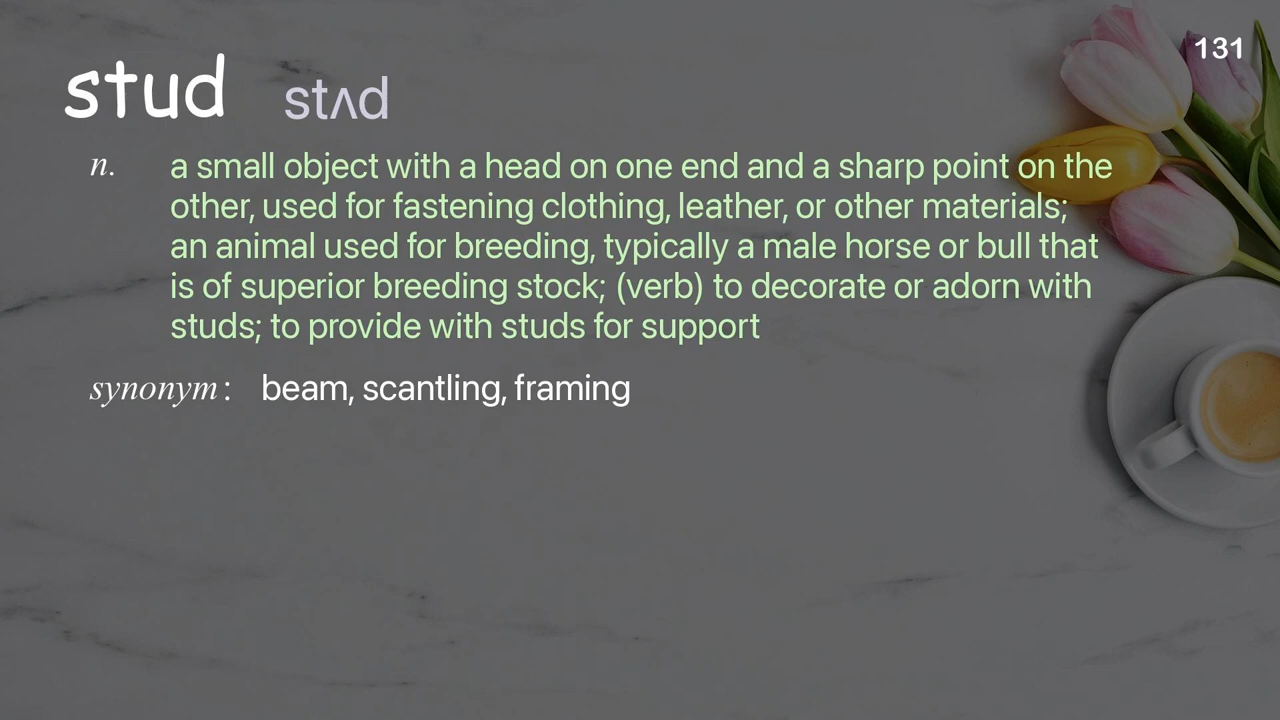 131
stud stʌd
n. a small object with a head on one end and a sharp point on the
other, used for fastening clothing, leather, or other materials;
an animal used for breeding, typically a male horse or bull that
is of superior breeding stock; (verb) to decorate or adorn with
studs; to provide with studs for support
synonym: beam, scantling, framing